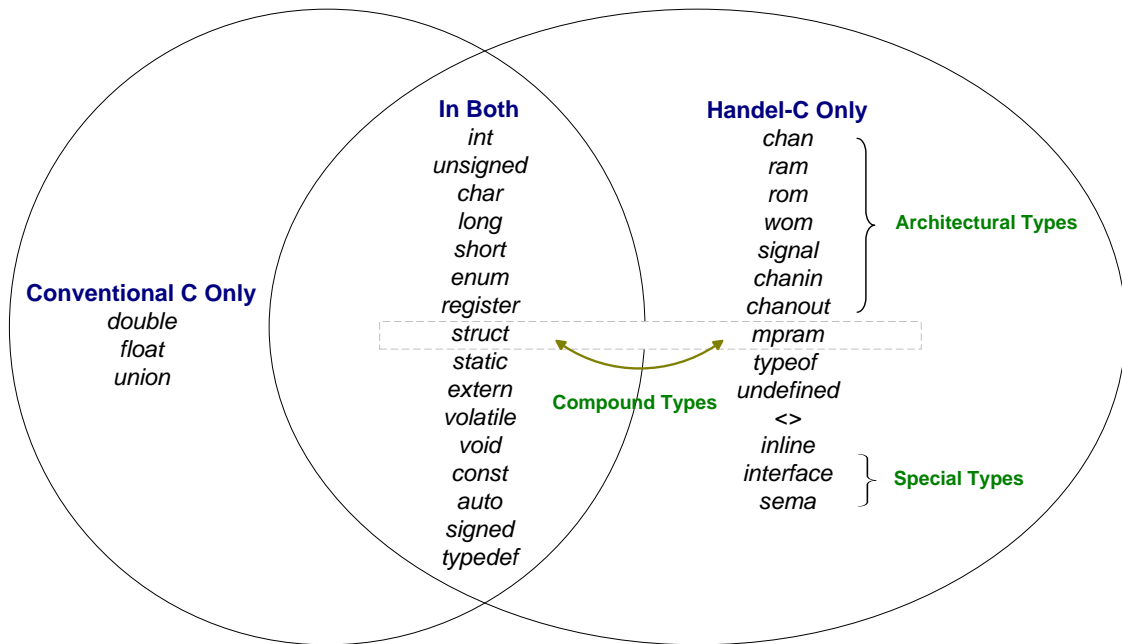 Conventional C Only
double
float
union
In Both
int
unsigned
char
long
short
enum
register
struct
static
extern
volatile
void
const
auto
signed
typedef
Compound Types
Handel-C Only
chan
ram
rom
wom
signal
chanin
chanout
mpram
typeof
undefined
<>
inline
interface
sema
Architectural Types
Special Types